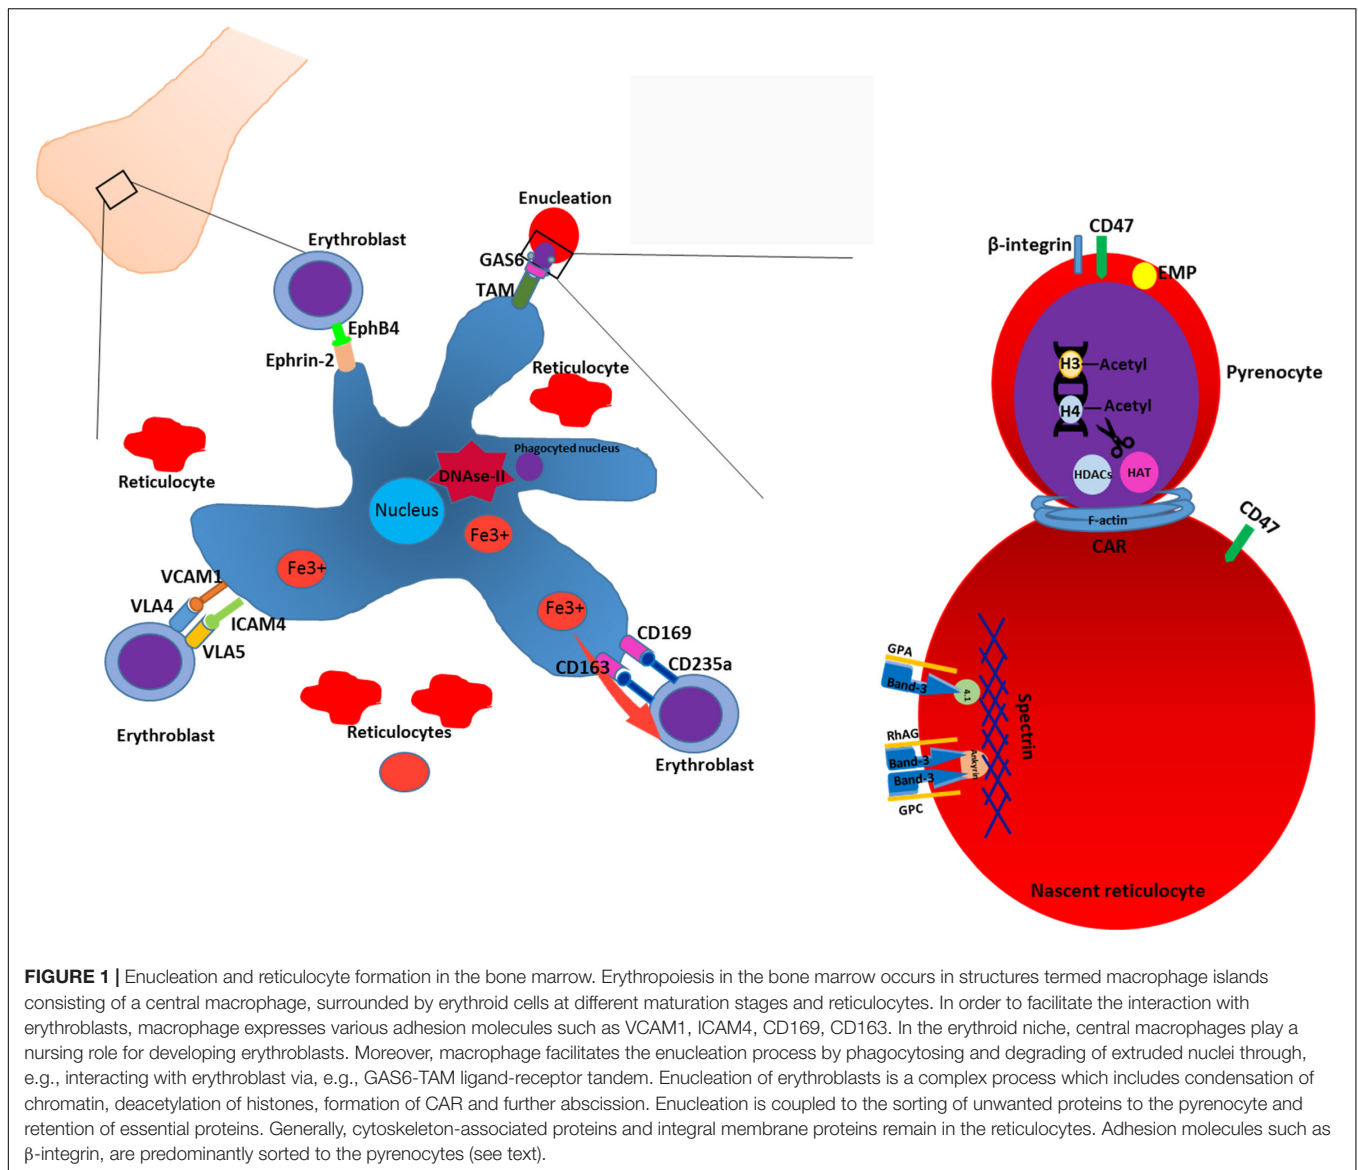 Enucleation
Erythroblast
GAS6
TAM
EphB4
Ephrin-2
Reticulocyte
Phagocyted nucleus
DNAse-II
Reticulocyte
Nucleus
Fe3+
Fe3+
VCAM1
VLA4
ICAM4
VLA5
Fe3+
CD169
CD163
CD235a
Erythroblast
Reticulocytes
Erythroblast
CD47
β-integrin
EMP
H3
Acetyl
Pyrenocyte
H4
Acetyl
HDACs
HAT
F-actin
CAR
CD47
GPA
Band-3
4.1
Spectrin
RhAG
Band-3
Ankyrin
Band-3
GPC
Nascent reticulocyte
FIGURE 1 | Enucleation and reticulocyte formation in the bone marrow. Erythropoiesis in the bone marrow occurs in structures termed macrophage islands
consisting of a central macrophage, surrounded by erythroid cells at different maturation stages and reticulocytes. In order to facilitate the interaction with
erythroblasts, macrophage expresses various adhesion molecules such as VCAM1, ICAM4, CD169, CD163. In the erythroid niche, central macrophages play a
nursing role for developing erythroblasts. Moreover, macrophage facilitates the enucleation process by phagocytosing and degrading of extruded nuclei through,
e.g., interacting with erythroblast via, e.g., GAS6-TAM ligand-receptor tandem. Enucleation of erythroblasts is a complex process which includes condensation of
chromatin, deacetylation of histones, formation of CAR and further abscission. Enucleation is coupled to the sorting of unwanted proteins to the pyrenocyte and
retention of essential proteins. Generally, cytoskeleton-associated proteins and integral membrane proteins remain in the reticulocytes. Adhesion molecules such as
β-integrin, are predominantly sorted to the pyrenocytes (see text).